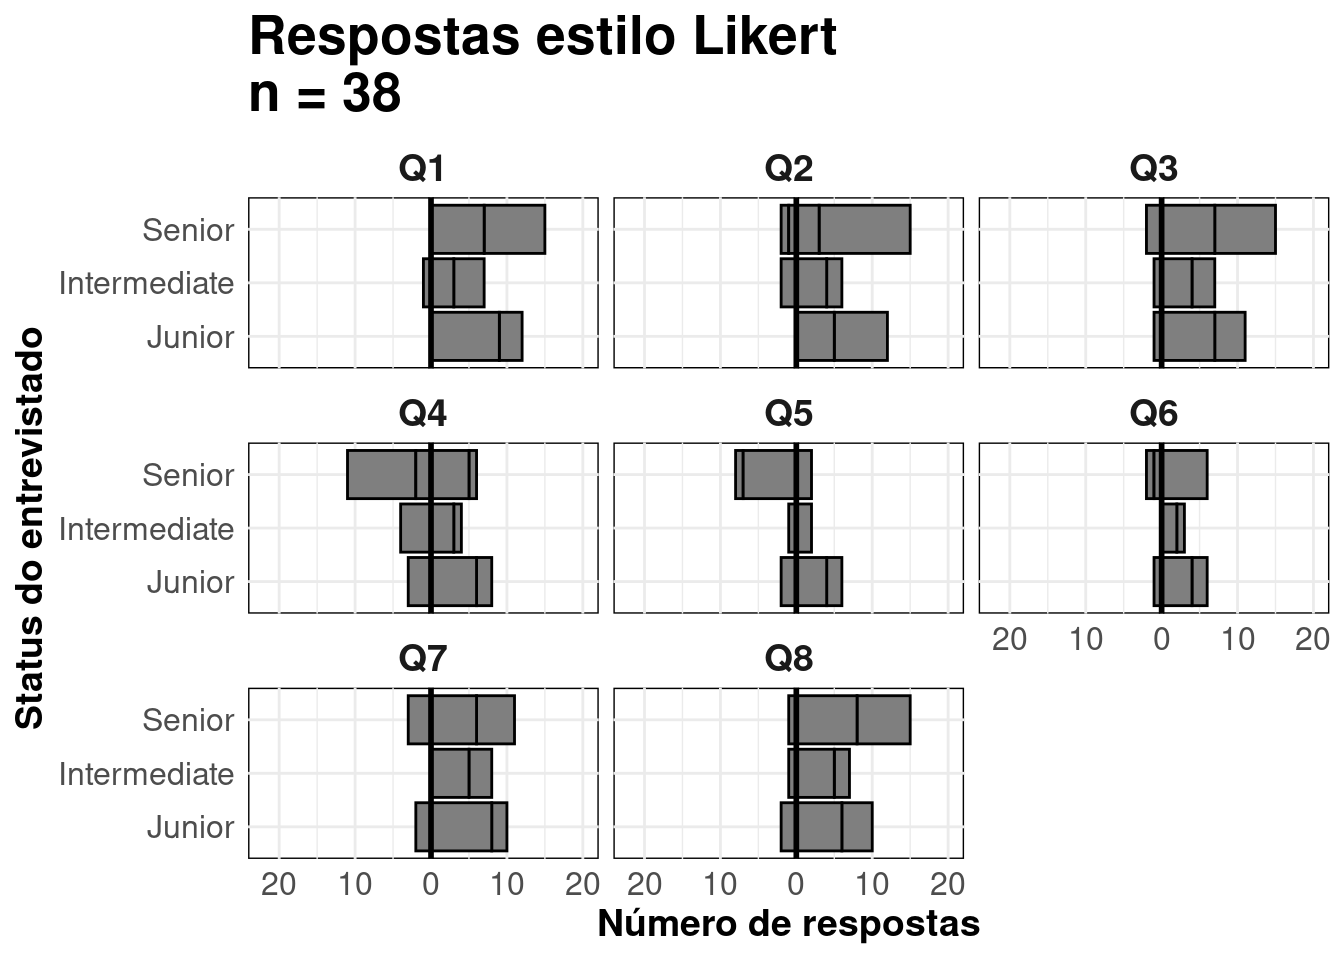 Respostas estilo Likert
n = 38
Q1
Q2
Q3
Senior
Intermediate
Junior
Q4
Q5
Q6
Senior
Intermediate
Junior
20 10 0 10 20
Q7
Q8
Senior
Intermediate
Junior
20 10 0 10 20
20 10 0 10 20
Número de respostas
Status do entrevistado